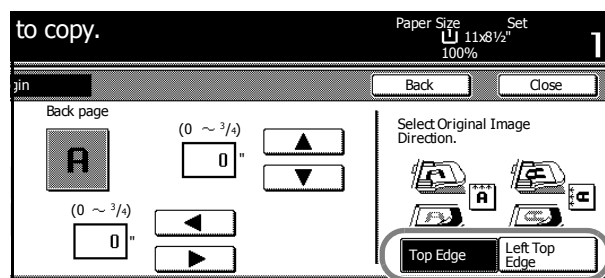 to copy.
Paper Size
Set
11x8½"
100%
1
gin
Back
Close
Back page
A
(0 ～ 3/4)
0 "
(0 ～ 3/4)
0 "
Select Original Image
Direction.
A
A
A
A
A
A
Top Edge
Left Top
Edge